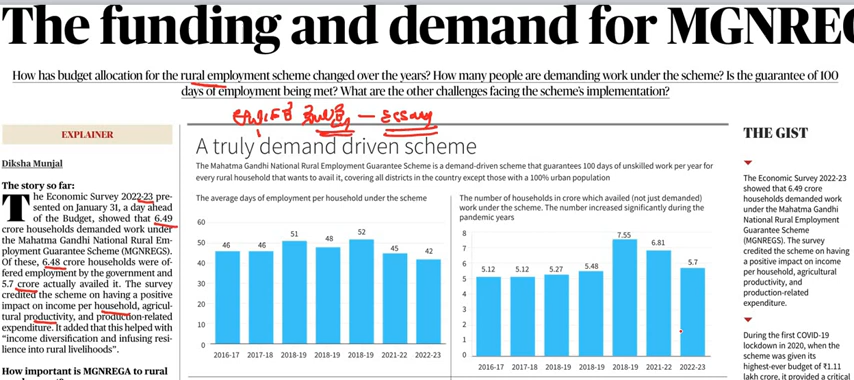 The funding and demand for MGNREG
How has budget allocation for the rural employment scheme changed over the years? How many people are demanding work under the scheme? Is the guarantee of 100
days of employment being met? What are the other challenges facing the scheme's implementation?
EXPLAINER
Diksha Munjal
The story so far:
The Economic Survey 2022-23 pre-
sented on January 31, a day ahead
of the Budget, showed that 6.49
crore households demanded work under
the Mahatma Gandhi National Rural Em-
ployment Guarantee Scheme (MGNREGS).
Of these, 6.48 crore households were of-
fered employment by the government and
5.7 crore actually availed it. The survey
credited the scheme on having a positive
impact on income per household, agricul-
tural productivity, and production-related
expenditure. It added that this helped with
“income diversification and infusing resi-
lience into rural livelihoods”.
How important is MGNREGA to rural
Essay
A truly demand driven scheme
The Mahatma Gandhi National Rural Employment Guarantee Scheme is a demand-driven scheme that guarantees 100 days of unskilled work per year for
every rural household that wants to avail it, covering all districts in the country except those with a 100% urban population
The average days of employment per household under the scheme
60
50
40
30
20
10
0
46
46
51
48
52
45
42
2016-17
2017-18
2018-19
2018-19
2018-19
2021-22
2022-23
The number of households in crore which availed (not just demanded)
work under the scheme. The number increased significantly during the
pandemic years
8
7
6
5
4
3
2
1
0
5.12
5.12
5.27
5.48
7.55
6.81
5.7
2016-17
2017-18
2018-19
2018-19
2018-19
2021-22
2022-23
THE GIST
The Economic Survey 2022-23
showed that 6.49 crore
households demanded work
under the Mahatma Gandhi
National Rural Employment
Guarantee Scheme
(MGNREGS). The survey
credited the scheme on having
a positive impact on income
per household, agricultural
productivity, and
production-related
expenditure.
During the first COVID-19
lockdown in 2020, when the
scheme was given its
highest-ever budget of ₹1.11
lakh crore, it provided a critical